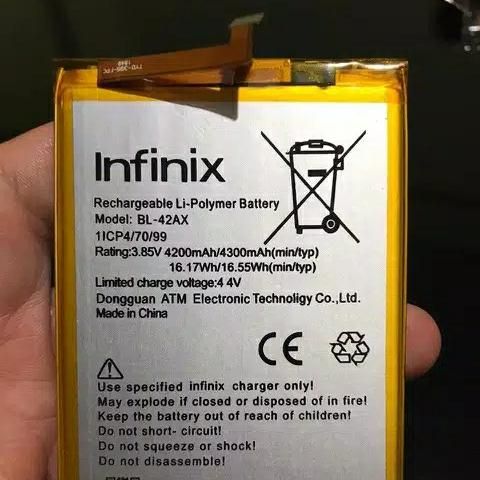 Infinix
Rechargeable Li-Polymer Battery
Model: BL-42AX
1ICP4/70/99
Rating:3.85V 4200mAh/4300mAh(min/typ)
16.17Wh/16.55Wh(min/typ)
Limited charge voltage:4 4V
Dongguan ATM Electronic Technoligy Co.,Ltd.
Made in China
CE
Use specified infinix charger only!
May explode if closed or disposed of in fire!
Keep the battery out of reach of children!
Do not short- circuit!
Do not squeeze or shock!
Do not disassemble!